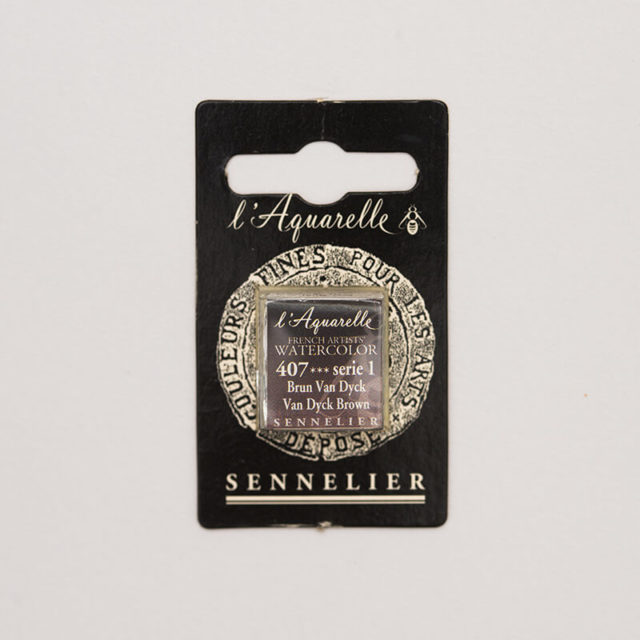 l'Aquarelle
COULEURS FINES POUR LES ARTS
DÉPOSÉ
l'Aquarelle
FRENCH ARTISTS'
WATERCOLOR
407*** serie 1
Brun Van Dyck
Van Dyck Brown
SENNELIER
SENNELIER